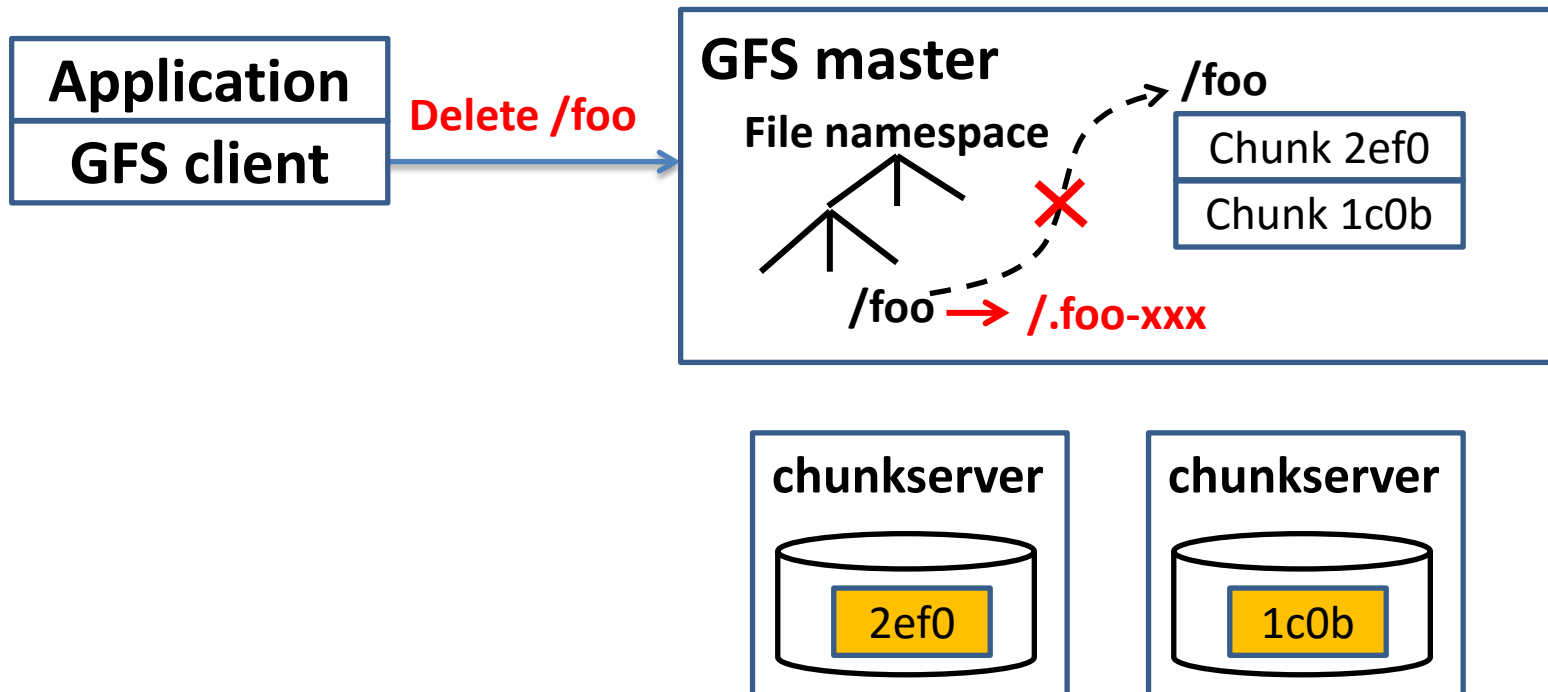 Application
GFS client
Delete /foo
GFS master
File namespace
/foo
Chunk 2ef0
Chunk 1c0b
/foo
/.foo-xxx
chunkserver
2ef0
chunkserver
1c0b